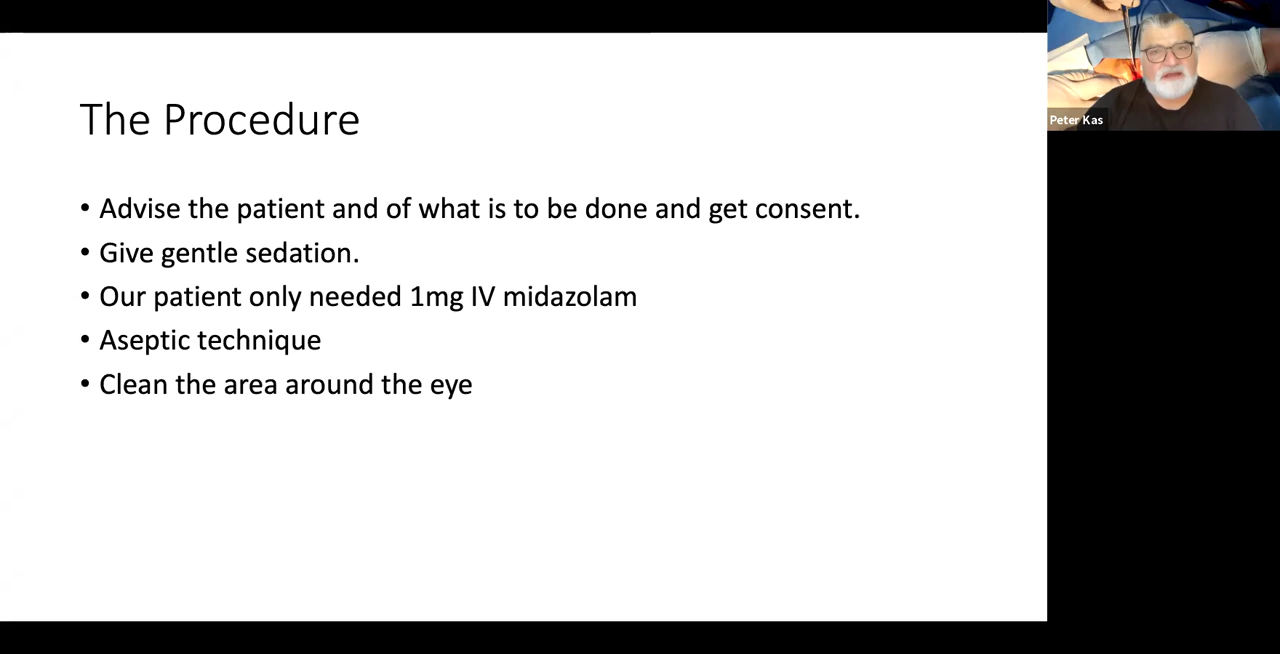 The Procedure
• Advise the patient and of what is to be done and get consent.
• Give gentle sedation.
• Our patient only needed 1mg IV midazolam
• Aseptic technique
• Clean the area around the eye
Peter Kas